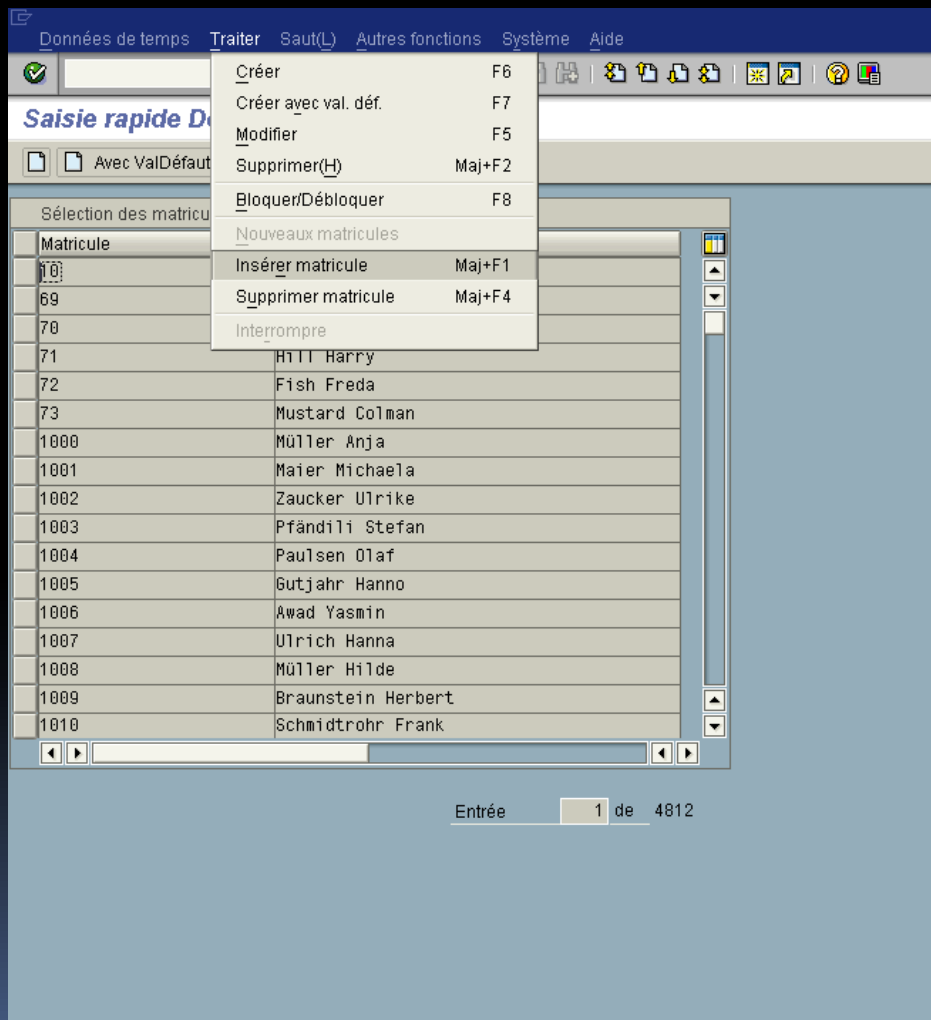 Données de temps Traiter Saut(L) Autres fonctions Système Aide
Créer F6
Créer avec val. déf. F7
Modifier F5
Supprimer(H) Maj+F2
Bloquer/Débloquer F8
Nouveaux matricules
Insérer matricule Maj+F1
Supprimer matricule Maj+F4
Interrompre
Saisie rapide
Avec ValDéfaut
Sélection des
Matricule
10
69
70
71 Hill Harry
72 Fish Freda
73 Mustard Colman
1000 Müller Anja
1001 Maier Michaela
1002 Zaucker Ulrike
1003 Pfändili Stefan
1004 Paulsen Olaf
1005 Gutjahr Hanno
1006 Awad Yasmin
1007 Ulrich Hanna
1008 Müller Hilde
1009 Braunstein Herbert
1010 Schmidtrohr Frank
Entrée 1 de 4812